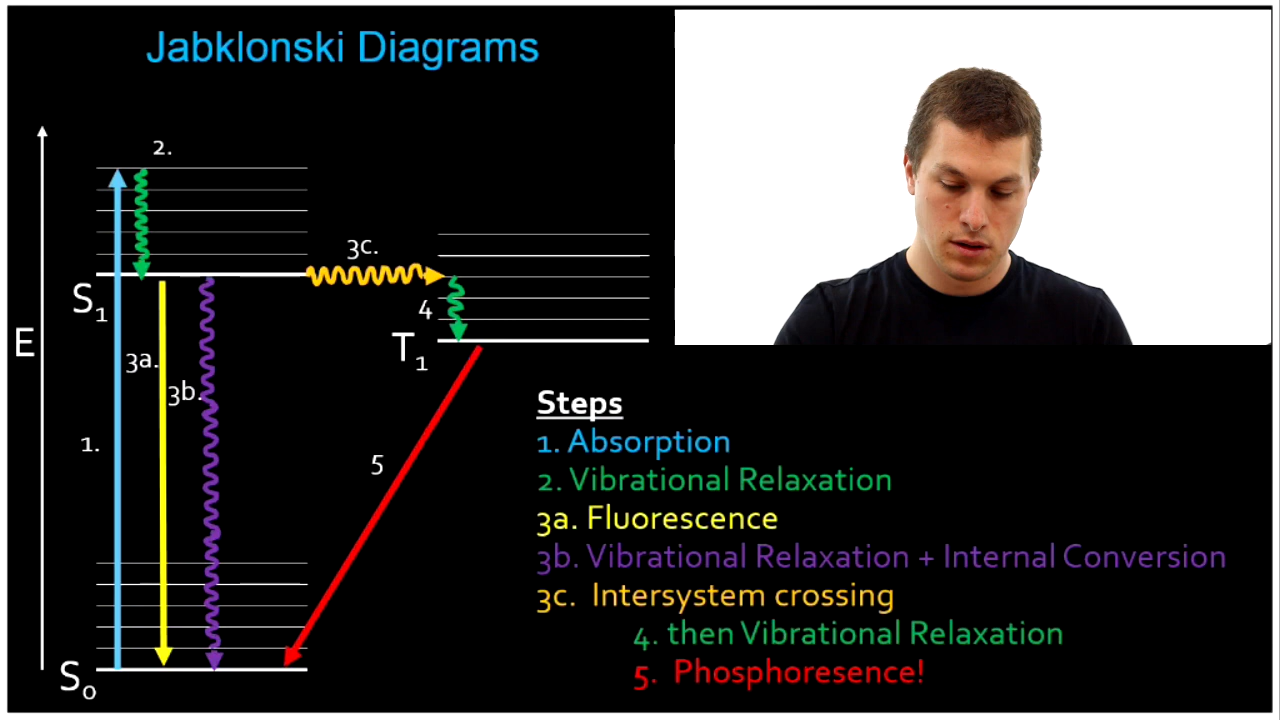 Jabklonski Diagrams
2.
3c.
S1
E
4
T1
3a.
3b.
1.
5
S0
Steps
1. Absorption
2. Vibrational Relaxation
3a. Fluorescence
3b. Vibrational Relaxation + Internal Conversion
3c. Intersystem crossing
4. then Vibrational Relaxation
5. Phosphoresence!